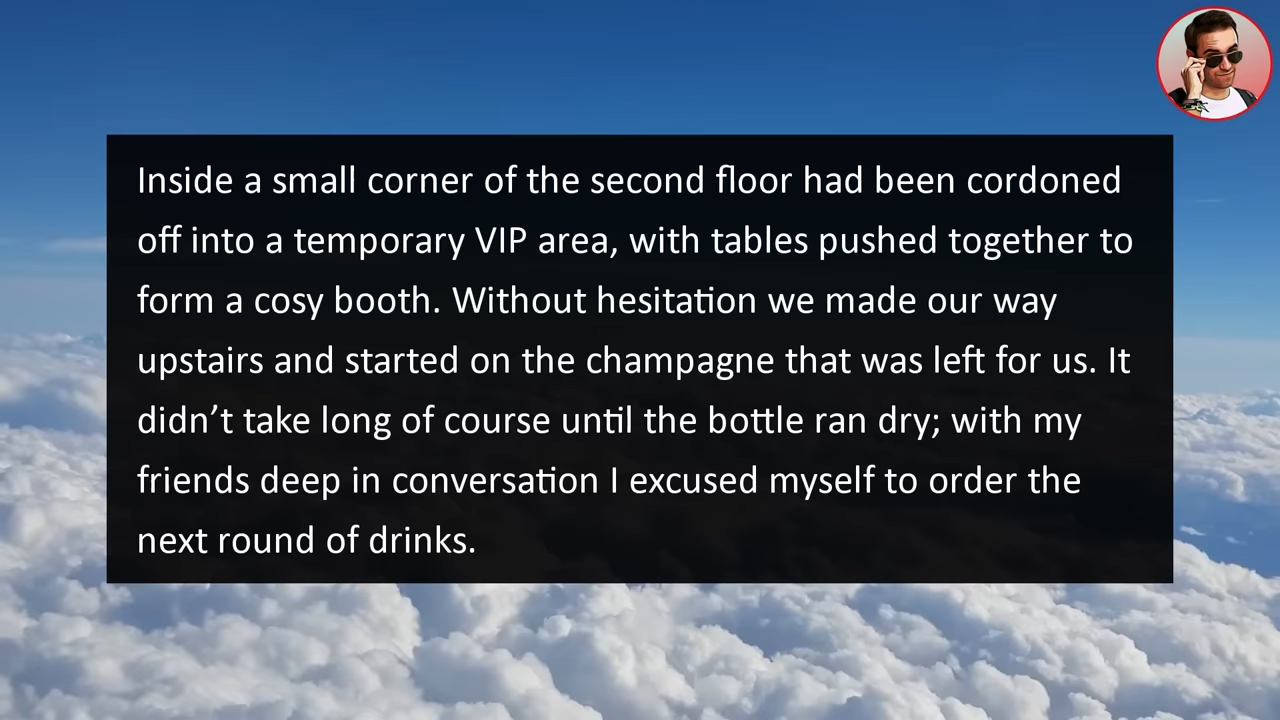 Inside a small corner of the second floor had been cordoned
off into a temporary VIP area, with tables pushed together to
form a cosy booth. Without hesitation we made our way
upstairs and started on the champagne that was left for us. It
didn’t take long of course until the bottle ran dry; with my
friends deep in conversation I excused myself to order the
next round of drinks.